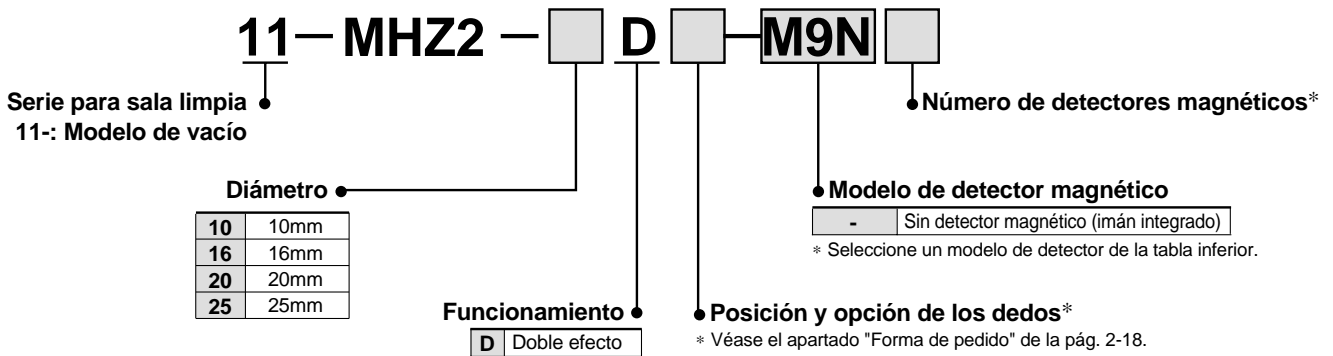 11 — MHZ2 — D — M9N
Serie para sala limpia
11-: Modelo de vacío
Número de detectores magnéticos*
Diámetro
10 10mm
16 16mm
20 20mm
25 25mm
Modelo de detector magnético
- Sin detector magnético (imán integrado)
* Seleccione un modelo de detector de la tabla inferior.
Funcionamiento
D Doble efecto
Posición y opción de los dedos*
* Véase el apartado "Forma de pedido" de la pág. 2-18.